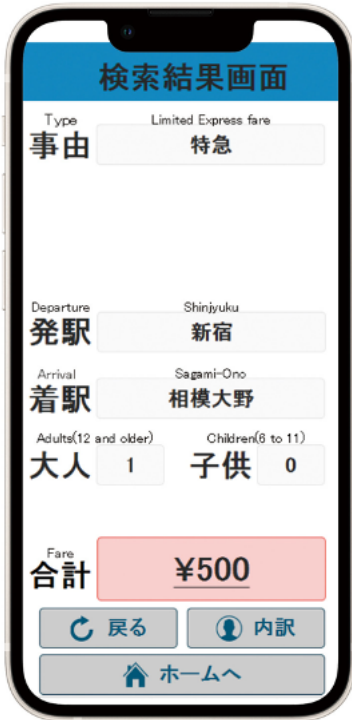 検索結果画面
Type Limited Express fare
事由 特急
Departure Shinjyuku
発駅 新宿
Arrival Sagami-Ono
着駅 相模大野
Adults(12 and older) Children(6 to 11)
大人 1 子供 0
Fare
合計 ¥500
戻る 内訳
ホームへ